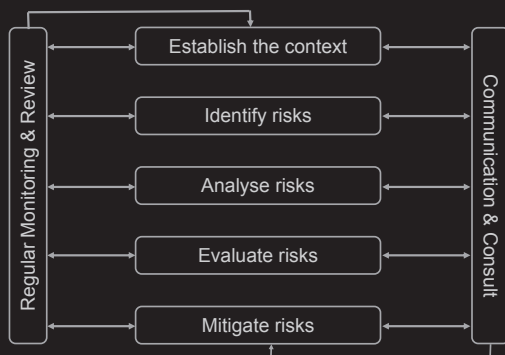 Regular Monitoring & Review
Establish the context
Identify risks
Analyse risks
Evaluate risks
Mitigate risks
Communication & Consult